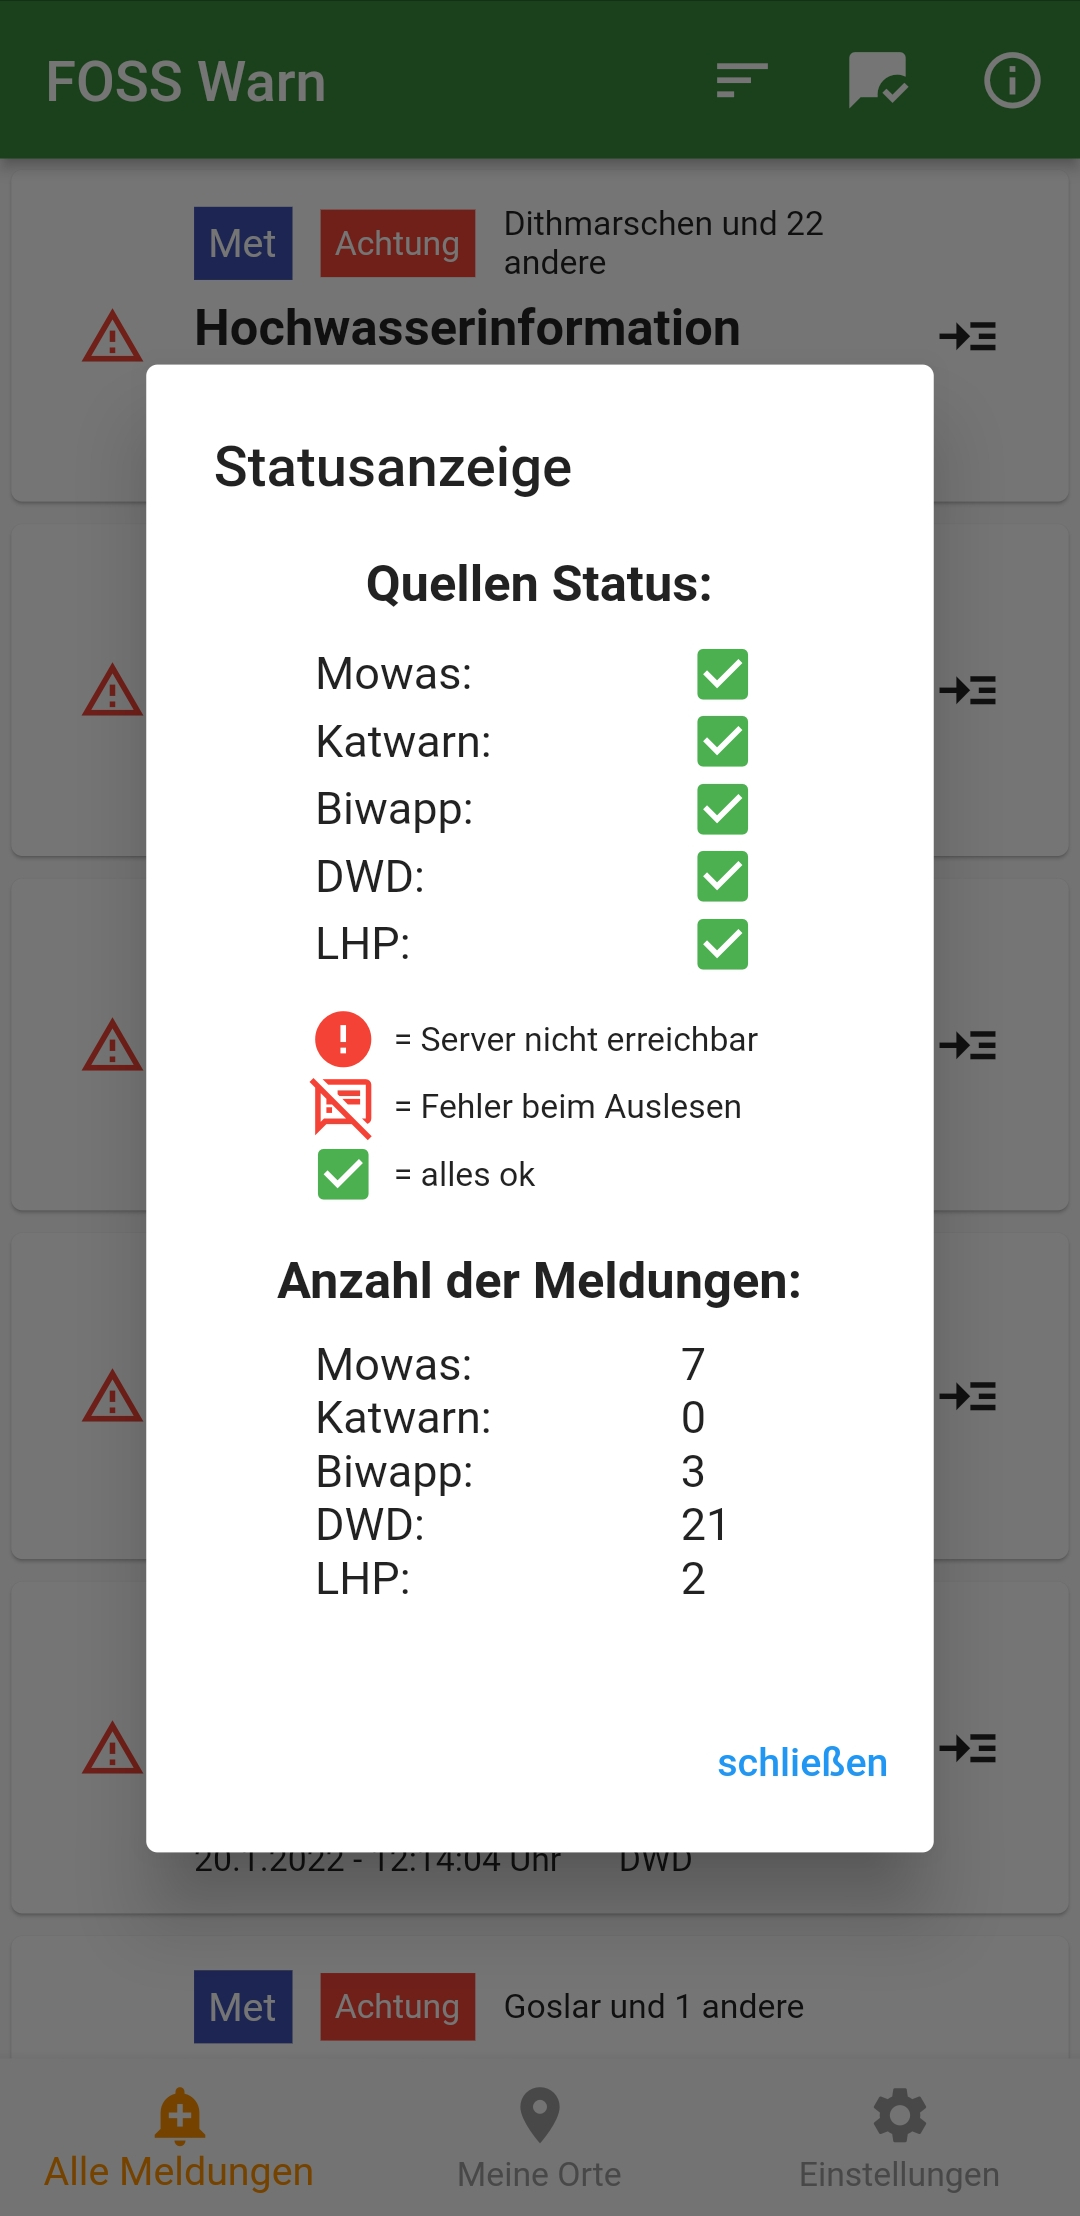 FOSS Warn
Met Achtung Dithmarschen und 22
andere
Hochwasserinformation
Statusanzeige
Quellen Status:
Mowas:
Katwarn:
Biwapp:
DWD:
LHP:
= Server nicht erreichbar
= Fehler beim Auslesen
= alles ok
Anzahl der Meldungen:
Mowas: 7
Katwarn: 0
Biwapp: 3
DWD: 21
LHP: 2
schließen
20.1.2022 - 12:14:04 Uhr DWD
Met Achtung Goslar und 1 andere
Alle Meldungen Meine Orte Einstellungen